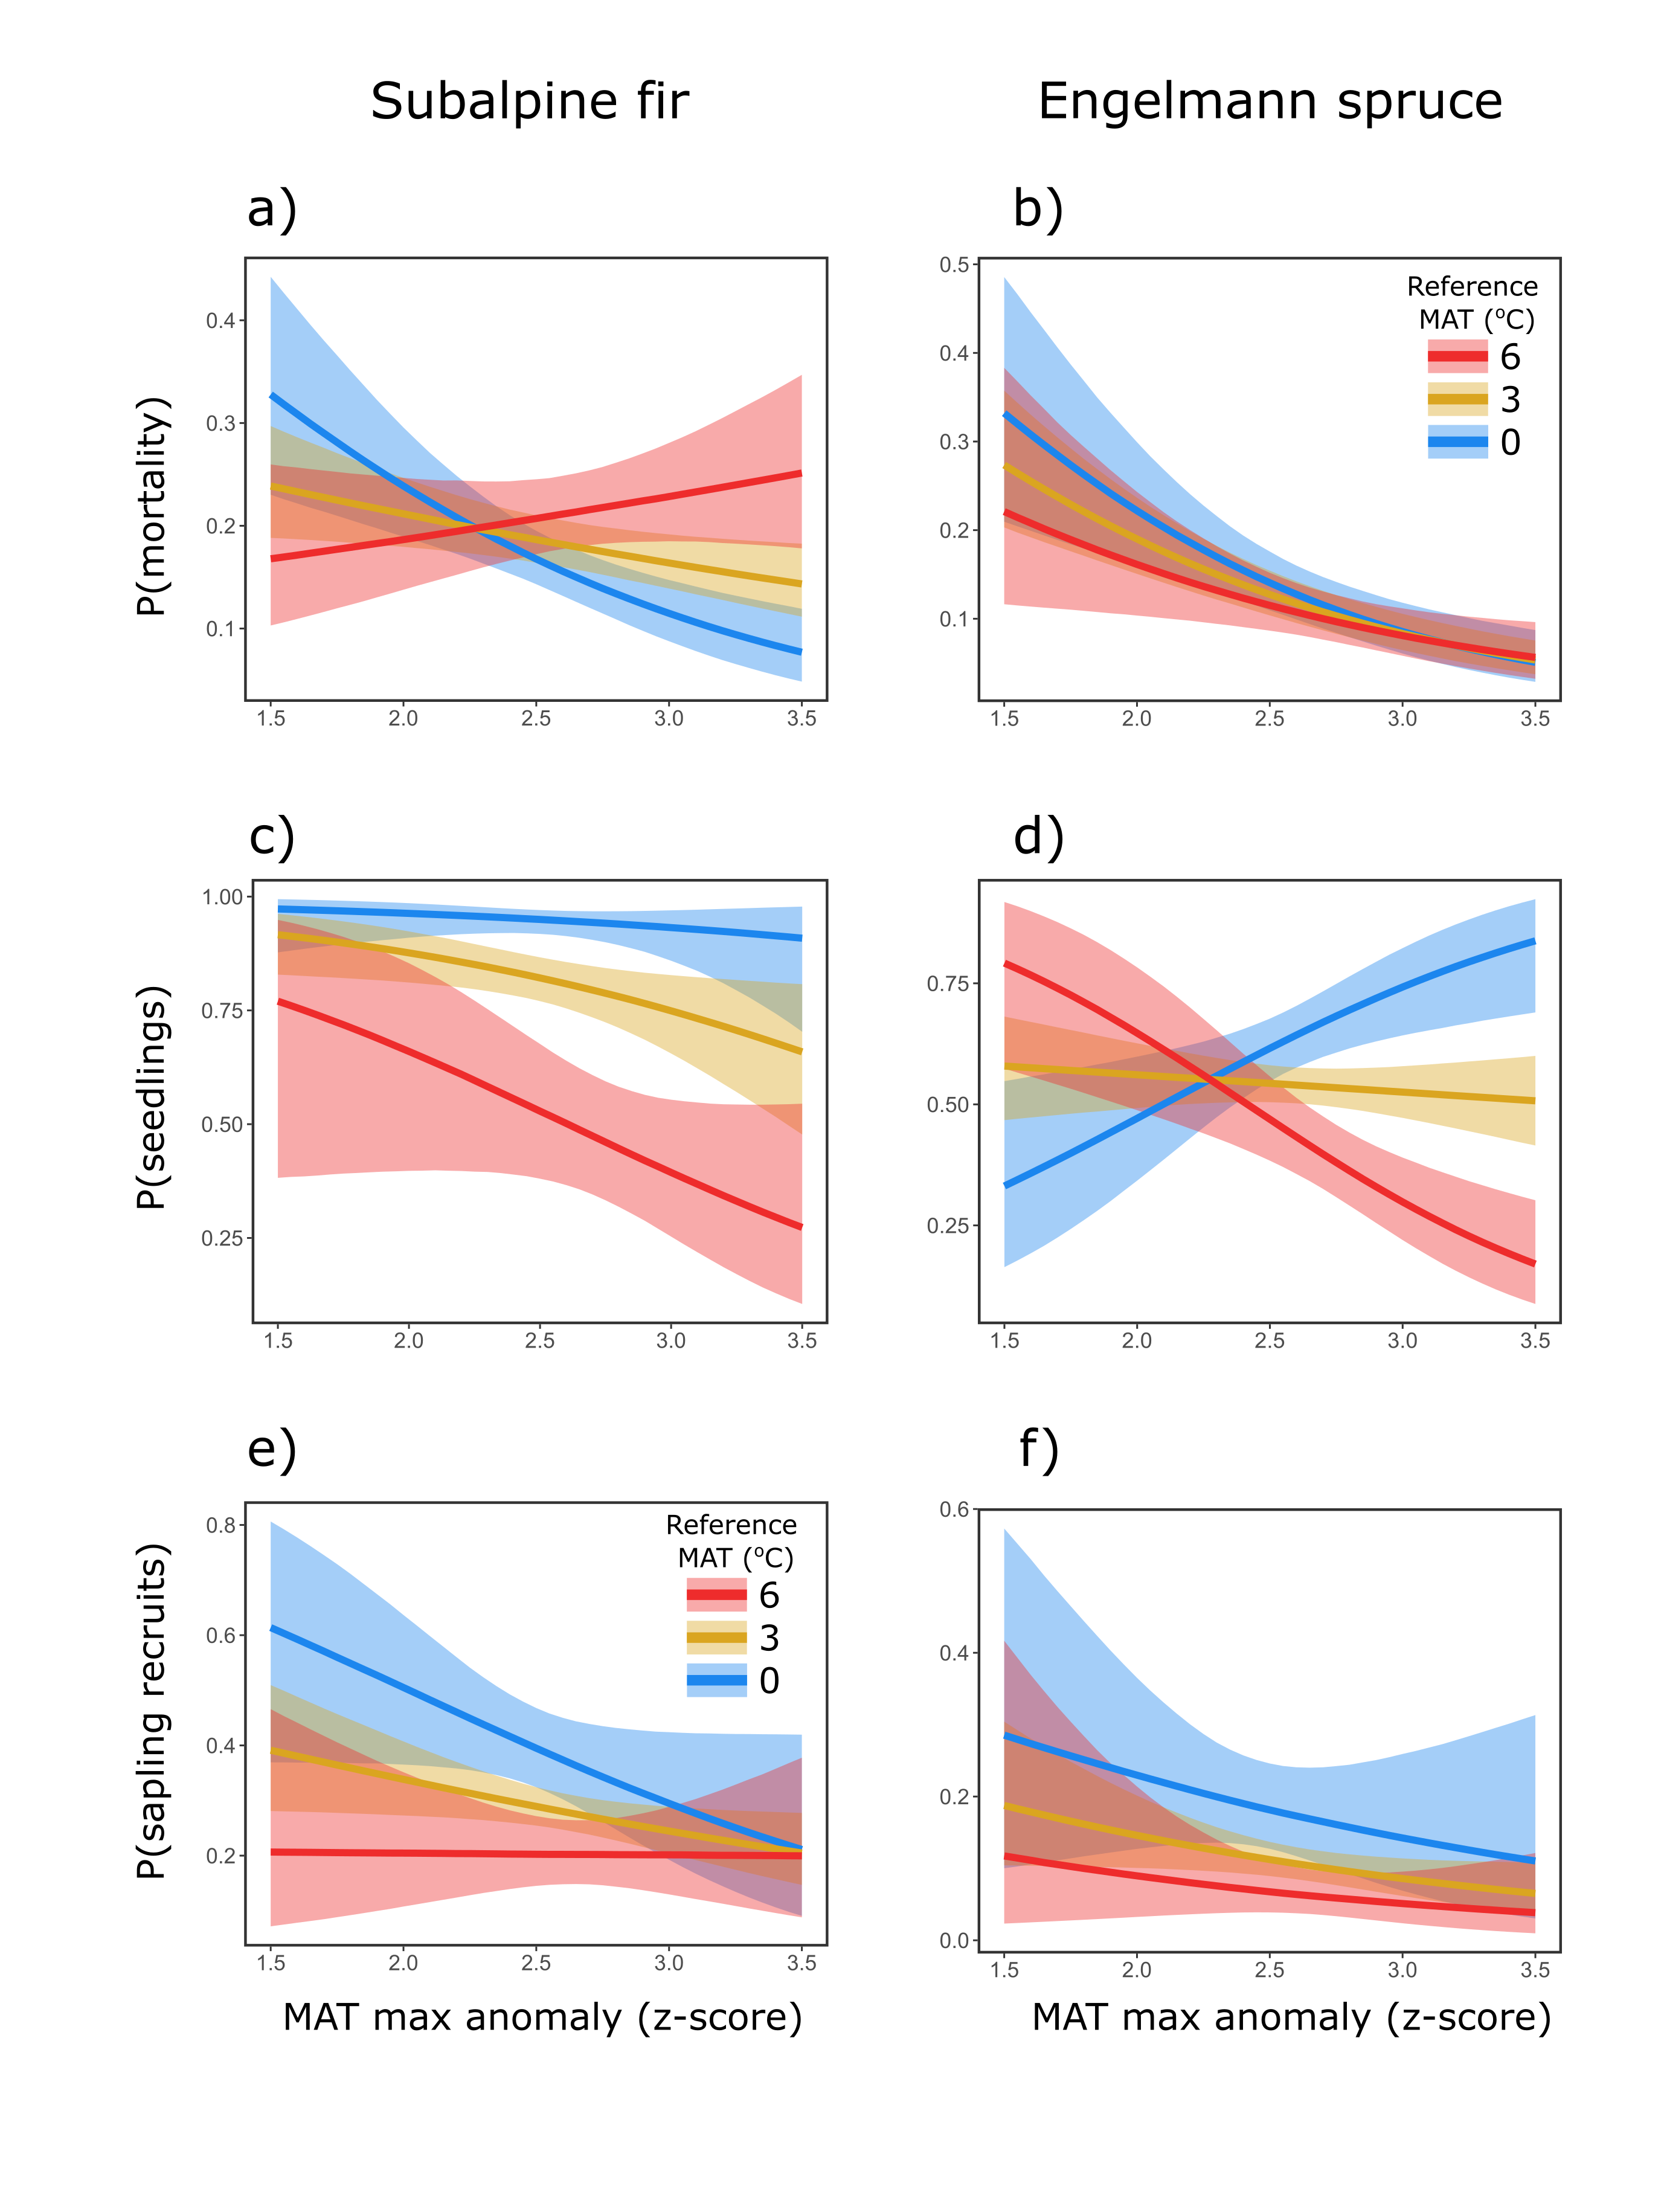 Subalpine fir
Engelmann spruce
a)
b)
P(mortality)
0.4
0.3
0.2
0.1
1.5 2.0 2.5 3.0 3.5
0.5
0.4
0.3
0.2
0.1
Reference
MAT (°C)
6
3
0
1.5 2.0 2.5 3.0 3.5
c)
d)
P(seedlings)
1.00
0.75
0.50
0.25
1.5 2.0 2.5 3.0 3.5
0.75
0.50
0.25
1.5 2.0 2.5 3.0 3.5
e)
f)
P(sapling recruits)
0.8
0.6
0.4
0.2
Reference
MAT (°C)
6
3
0
1.5 2.0 2.5 3.0 3.5
MAT max anomaly (z-score)
0.6
0.4
0.2
0.0
1.5 2.0 2.5 3.0 3.5
MAT max anomaly (z-score)